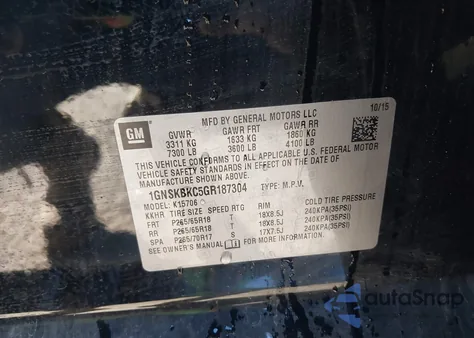 MFD BY GENERAL MOTORS LLC
10/15
GM
GVWR GAWR FRT GAWR RR
3311 KG 1633 KG 1860 KG
7300 LB 3600 LB 4100 LB
THIS VEHICLE CONFORMS TO ALL APPLICABLE U.S. FEDERAL MOTOR
VEHICLE SAFETY STANDARDS IN EFFECT ON THE DATE OF
MANUFACTURE SHOWN ABOVE.
1GNSKBKC5GR187304 TYPE: M.P.V.
MODEL: K15706
KKHR TIRE SIZE SPEED RTG RIM COLD TIRE PRESSURE
FRT P265/65R18 T 18X8.5J 240KPA(35PSI)
RR P265/65R18 T 18X8.5J 240KPA(35PSI)
SPA P265/70R17 S 17X7.5J 240KPA(35PSI)
SEE OWNER'S MANUAL FOR MORE INFORMATION.
autoSnap